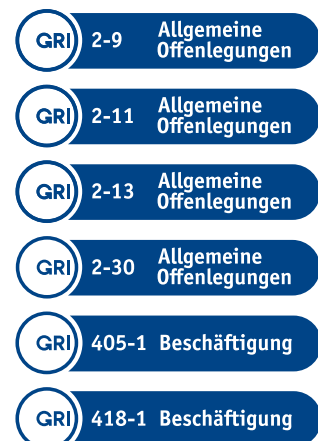 GRI 2-9 Allgemeine
Offenlegungen
GRI 2-11 Allgemeine
Offenlegungen
GRI 2-13 Allgemeine
Offenlegungen
GRI 2-30 Allgemeine
Offenlegungen
GRI 405-1 Beschäftigung
GRI 418-1 Beschäftigung